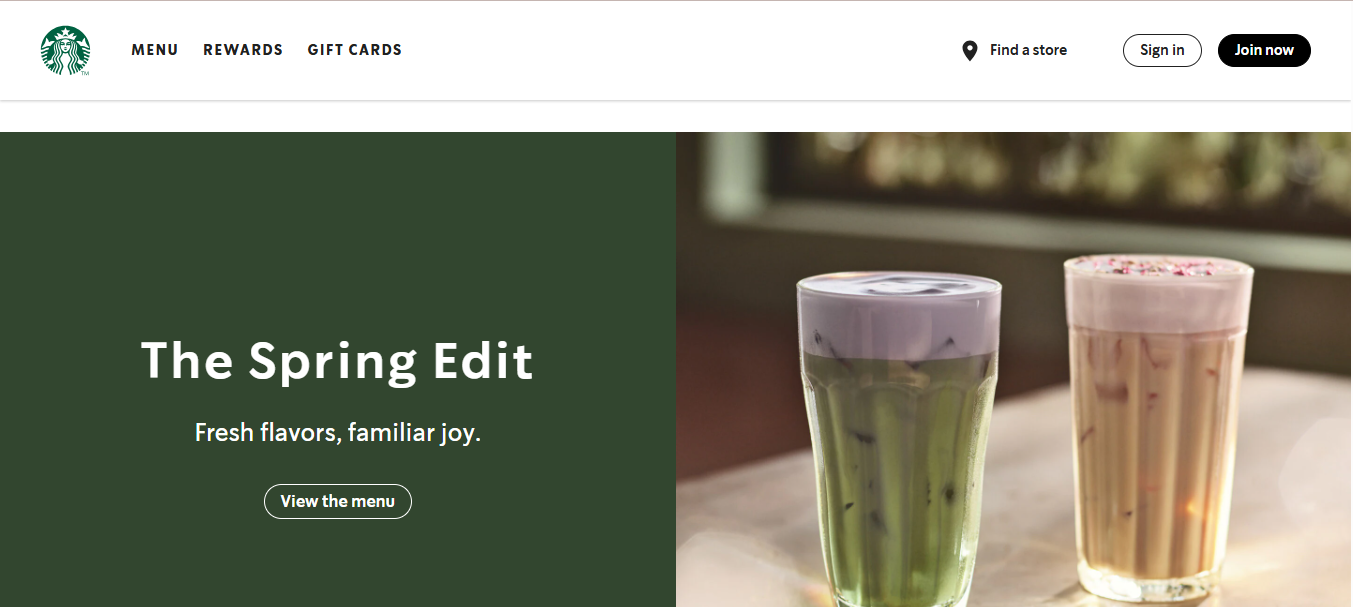 MENU REWARDS GIFT CARDS Find a store Sign in Join now
TM
The Spring Edit
Fresh flavors, familiar joy.
View the menu